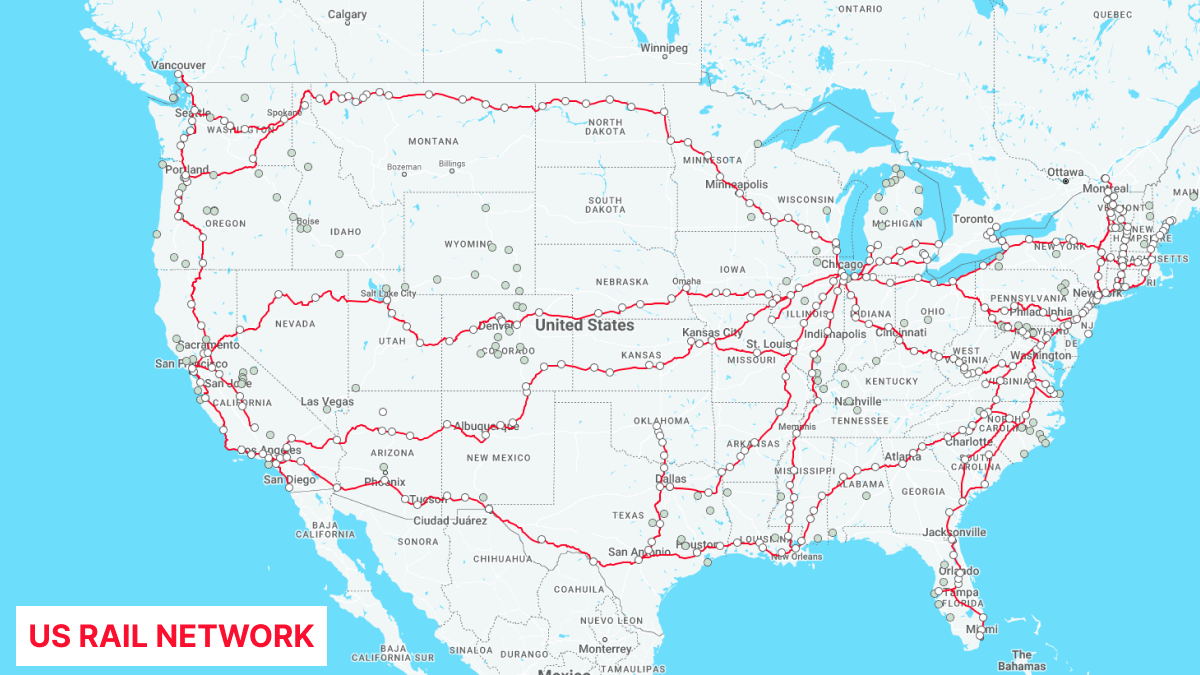 Calgary
ONTARIO
QUEBEC
Winnipeg
Vancouver
Seattle
Spokane
WASHINGTON
NORTH
DAKOTA
MONTANA
Bozeman
Billings
MINNESOTA
Ottawa
Montreal
MAIN
Portland
Minneapolis
WISCONSIN
SOUTH
DAKOTA
VERMONT
OREGON
Boise
IDAHO
MICHIGAN
Toronto
NEW
HAMPSHIRE
NEW YORK
WYOMING
MASSACHUSETTS
Chicago
IOWA
NEBRASKA
Omaha
RI
Salt Lake City
New York
PENNSYLVANIA
Philadelphia
ILLINOIS
INDIANA
OHIO
NEVADA
Denver
United States
Kansas City
Indianapolis
Cincinnati
MARYLAND
NJ
DE
Sacramento
UTAH
COLORADO
KANSAS
St. Louis
MISSOURI
WEST
VIRGINIA
Washington
San Francisco
San Jose
KENTUCKY
VIRGINIA
CALIFORNIA
Las Vegas
Nashville
TENNESSEE
Albuquerque
OKLAHOMA
Memphis
NORTH
CAROLINA
Charlotte
Los Angeles
ARIZONA
NEW MEXICO
ARKANSAS
Atlanta
SOUTH
CAROLINA
San Diego
Phoenix
Dallas
MISSISSIPPI
ALABAMA
GEORGIA
Tucson
Ciudad Juárez
TEXAS
BAJA
CALIFORNIA
SONORA
Jacksonville
CHIHUAHUA
San Antonio
Houston
LOUISIANA
New Orleans
COAHUILA
Orlando
Tampa
FLORIDA
NUEVO LEON
Miami
US RAIL NETWORK
Monterrey
BAJA
CALIFORNIA SUR
SINALOA
DURANGO
The
Bahamas
Mexico
TAMAULIPAS